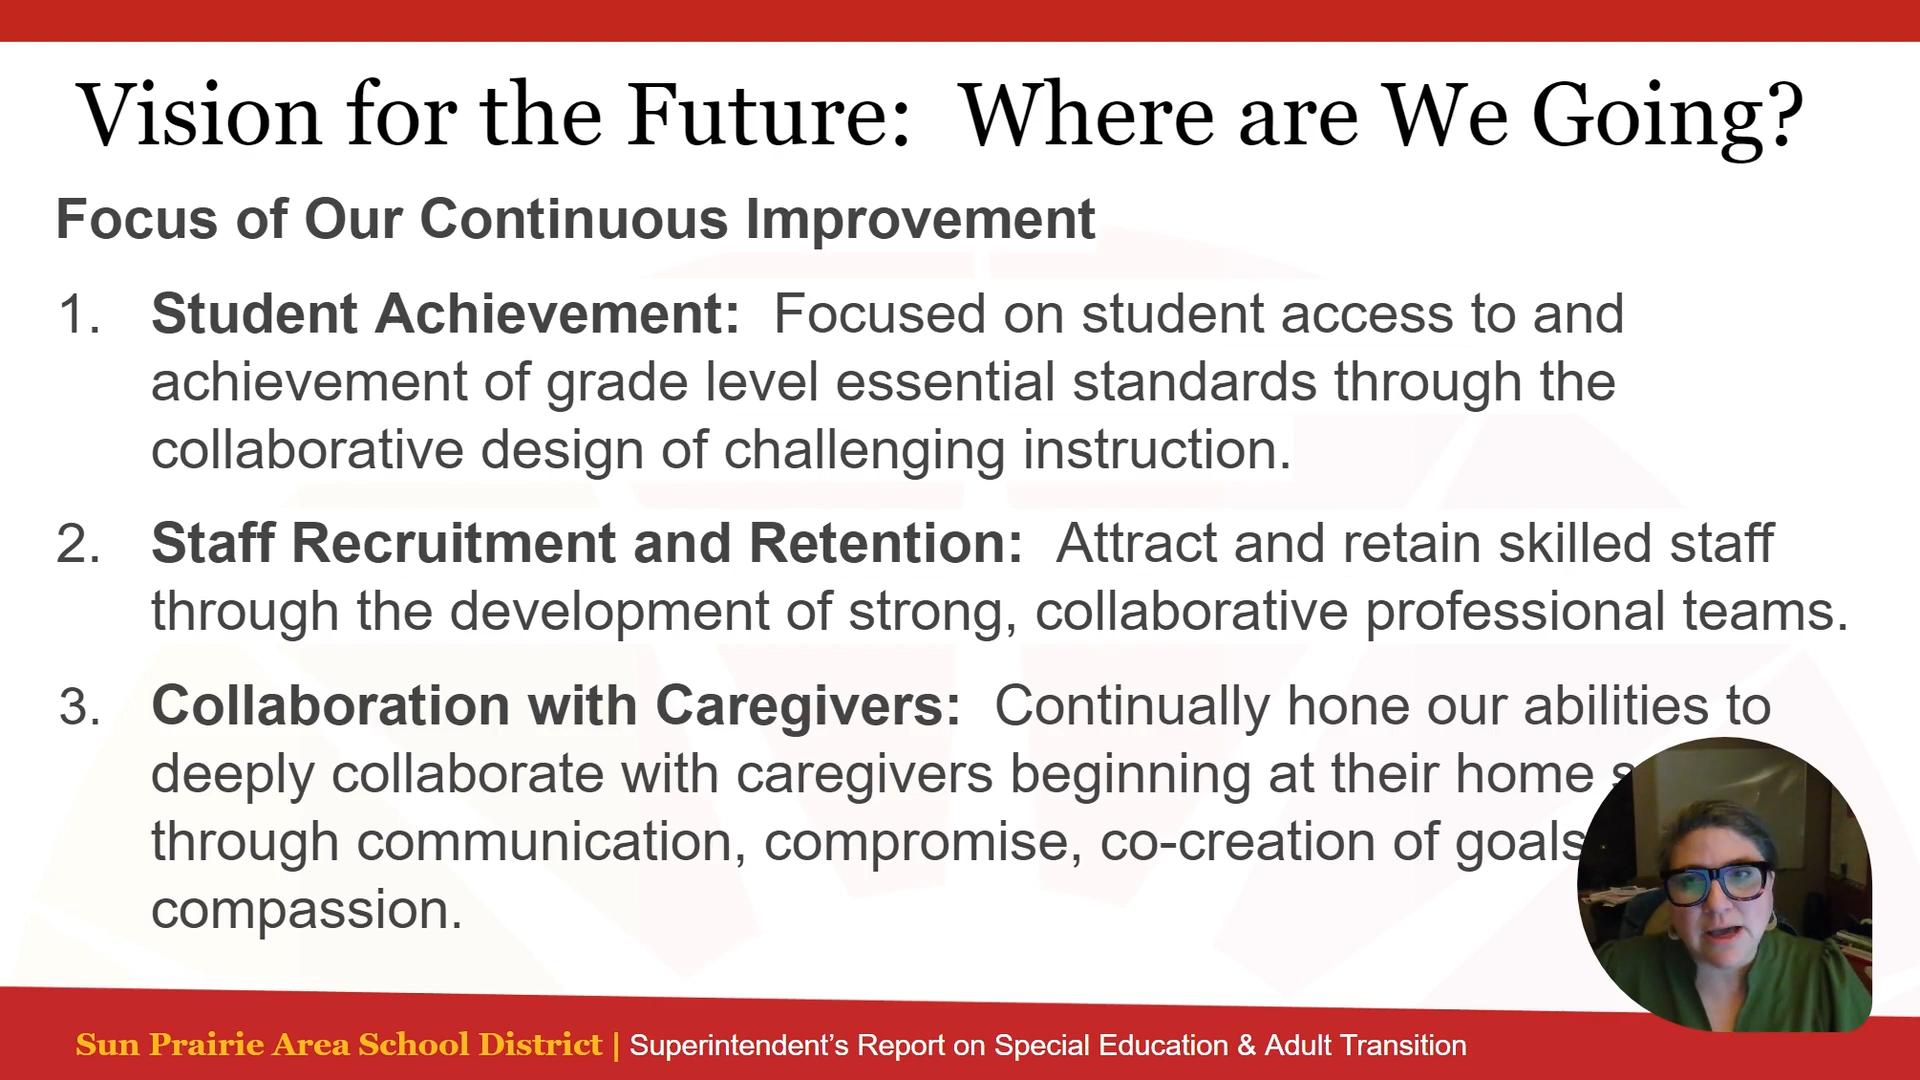 Vision for the Future:  Where are We Going?
Focus of Our Continuous Improvement
1. Student Achievement:  Focused on student access to and
achievement of grade level essential standards through the
collaborative design of challenging instruction.
2. Staff Recruitment and Retention:  Attract and retain skilled staff
through the development of strong, collaborative professional teams.
3. Collaboration with Caregivers:  Continually hone our abilities to
deeply collaborate with caregivers beginning at their home
through communication, compromise, co-creation of goals
compassion.
Sun Prairie Area School District | Superintendent’s Report on Special Education & Adult Transition